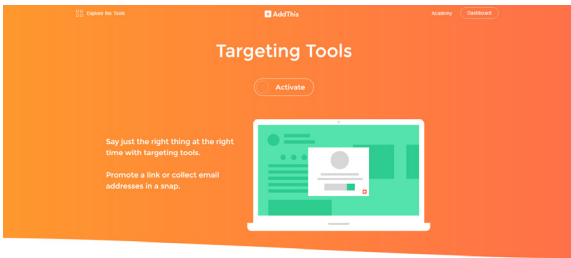 Explore the Tools
AddThis
Academy
Dashboard
Targeting Tools
Activate
Say just the right thing at the right
time with targeting tools.
Promote a link or collect email
addresses in a snap.